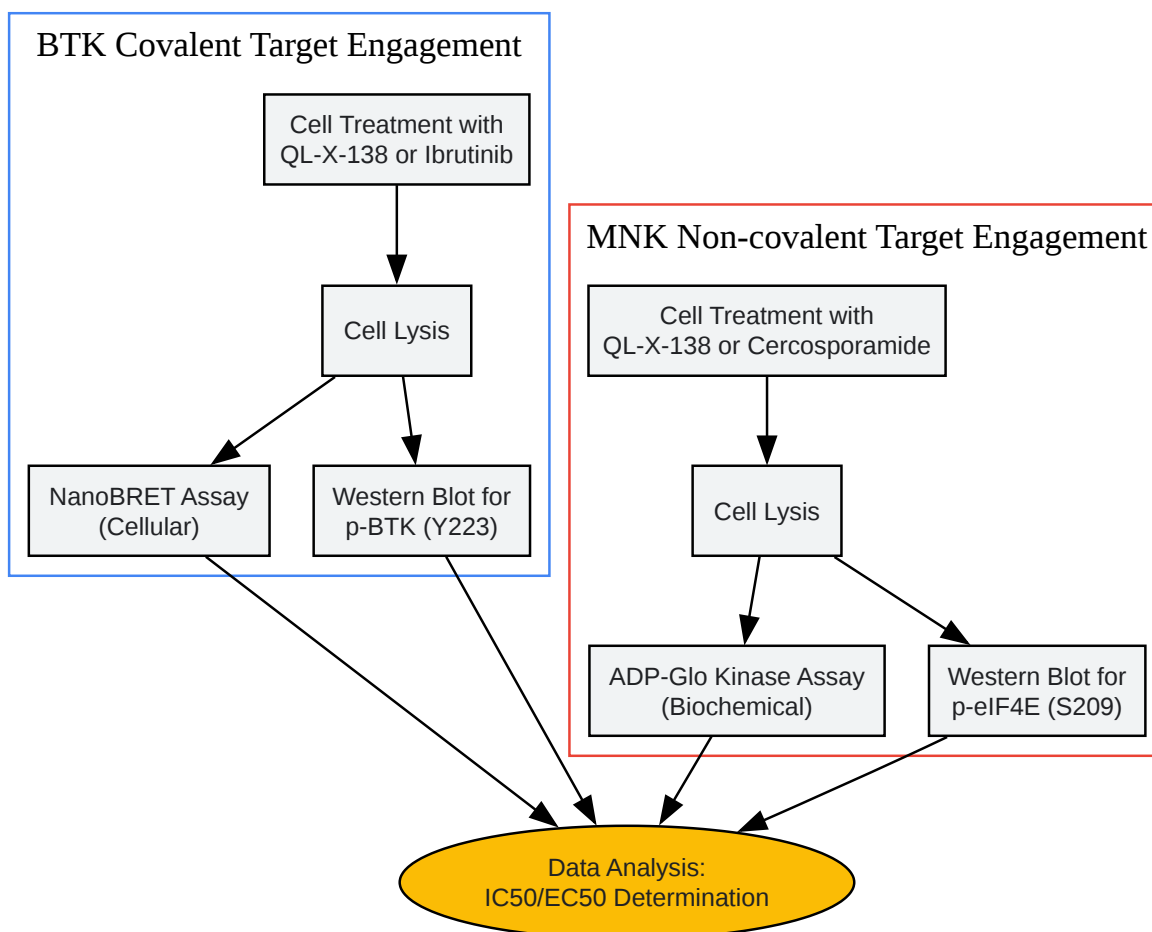 BTK Covalent Target Engagement
Cell Treatment with
QL-X-138 or Ibrutinib
Cell Lysis
NanoBRET Assay
(Cellular)
Western Blot for
p-BTK (Y223)
MNK Non-covalent Target Engagement
Cell Treatment with
QL-X-138 or Cercosporamide
Cell Lysis
ADP-Glo Kinase Assay
(Biochemical)
Western Blot for
p-eIF4E (S209)
Data Analysis:
IC50/EC50 Determination